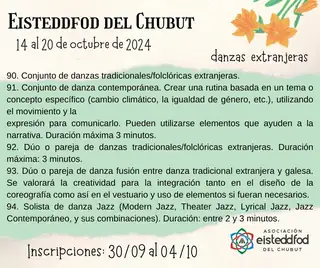 Eisteddfod del Chubut
14 al 20 de octubre de 2024
danzas extranjeras
90. Conjunto de danzas tradicionales/folclóricas extranjeras.
91. Conjunto de danza contemporánea. Crear una rutina basada en un tema o
concepto específico (cambio climático, la igualdad de género, etc.), utilizando
el movimiento y la
expresión para comunicarlo. Pueden utilizarse elementos que ayuden a la
narrativa. Duración máxima 3 minutos.
92. Dúo o pareja de danzas tradicionales/folclóricas extranjeras. Duración
máxima: 3 minutos.
93. Dúo o pareja de danza fusión entre danza tradicional extranjera y galesa.
Se valorará la creatividad para la integración tanto en el diseño de la
coreografía como así en el vestuario y uso de elementos si fueran necesarios.
94. Solista de danza Jazz (Modern Jazz, Theater Jazz, Lyrical Jazz, Jazz
Contemporáneo, y sus combinaciones). Duración: entre 2 y 3 minutos.
Inscripciones: 30/09 al 04/10
ASOCIACIÓN
eisteddfod
DEL CHUBUT